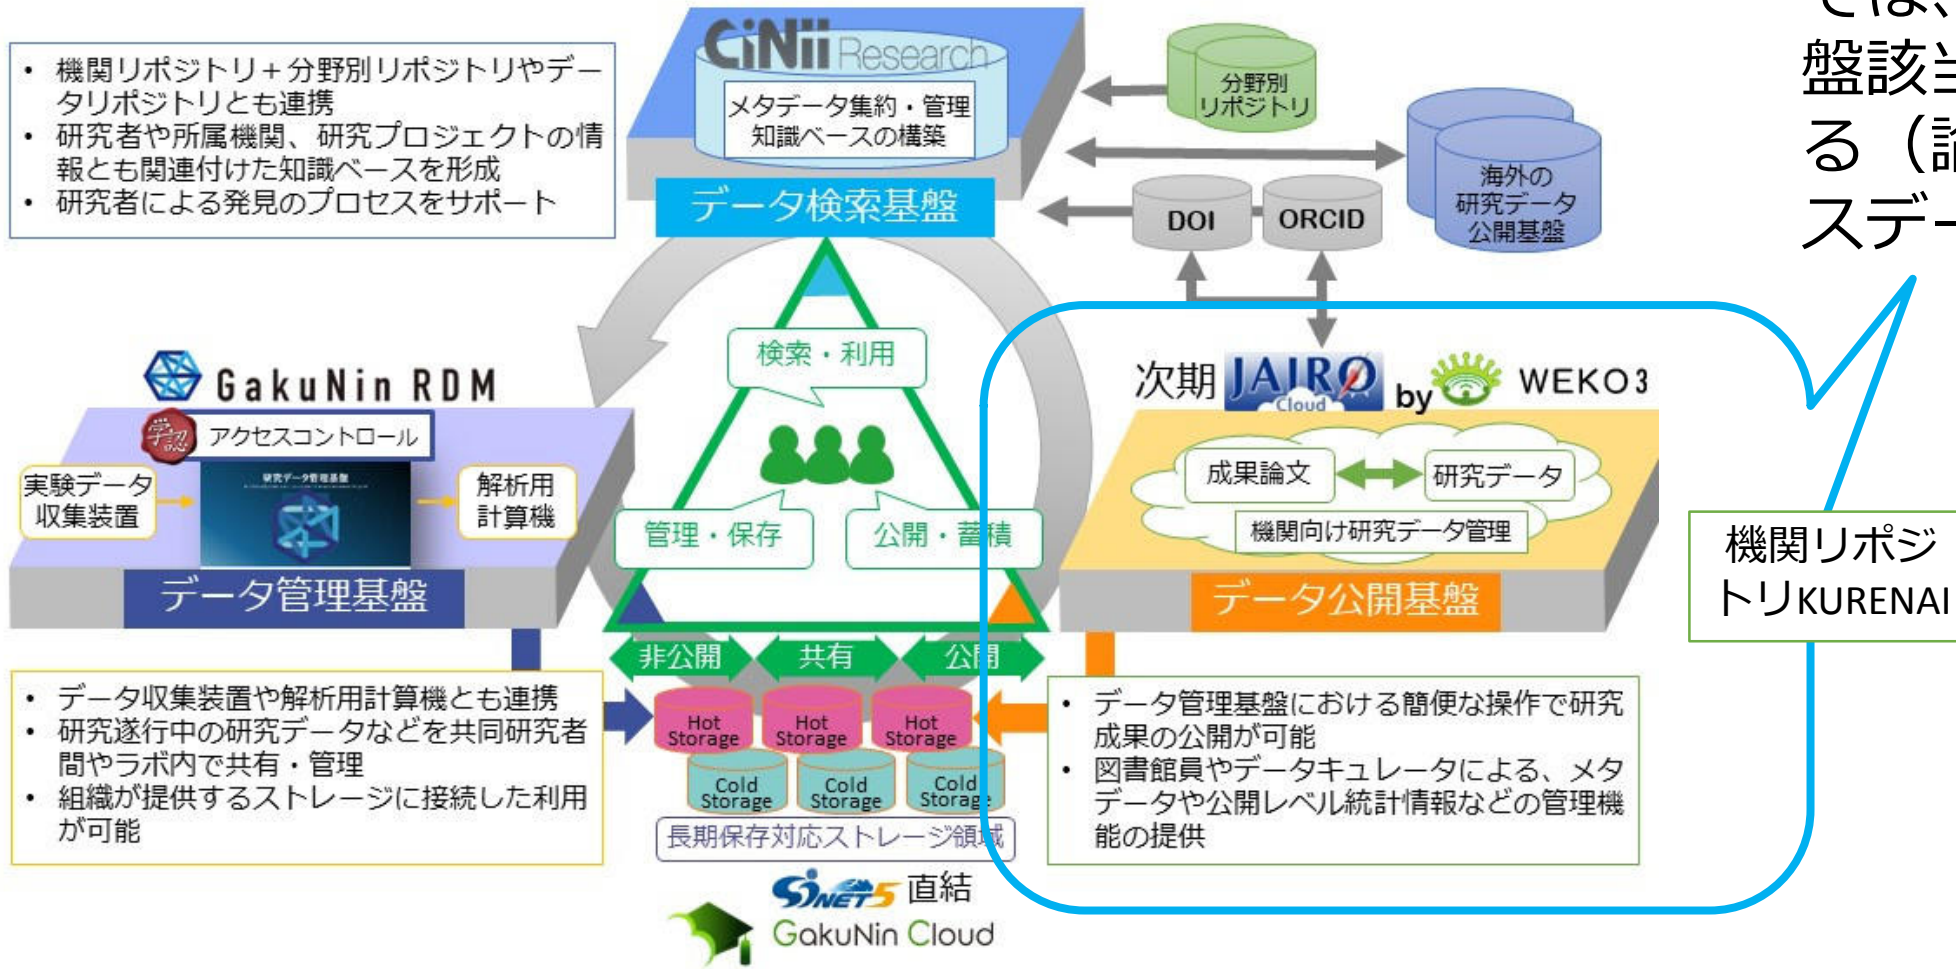 では、
盤該当
る（論
スデー
CiNii Research
メタデータ集約・管理
知識ベースの構築
データ検索基盤
• 機関リポジトリ+分野別リポジトリやデー
タリポジトリとも連携
• 研究者や所属機関、研究プロジェクトの情
報とも関連付けた知識ベースを形成
• 研究者による発見のプロセスをサポート
分野別
リポジトリ
海外の
研究データ
公開基盤
DOI
ORCID
検索・利用
管理・保存
公開・蓄積
GakuNin RDM
学認
アクセスコントロール
実験データ
収集装置
研究データ管理基盤
解析用
計算機
データ管理基盤
次期 JAIRO Cloud by WEKO3
成果論文
研究データ
機関向け研究データ管理
データ公開基盤
機関リポジ
トリKURENAI
非公開
共有
公開
Hot
Storage
Hot
Storage
Hot
Storage
Cold
Storage
Cold
Storage
Cold
Storage
長期保存対応ストレージ領域
SINET5 直結
GakuNin Cloud
• データ収集装置や解析用計算機とも連携
• 研究遂行中の研究データなどを共同研究者
間やラボ内で共有・管理
• 組織が提供するストレージに接続した利用
が可能
• データ管理基盤における簡便な操作で研究
成果の公開が可能
• 図書館員やデータキュレータによる、メタ
データや公開レベル統計情報などの管理機
能の提供